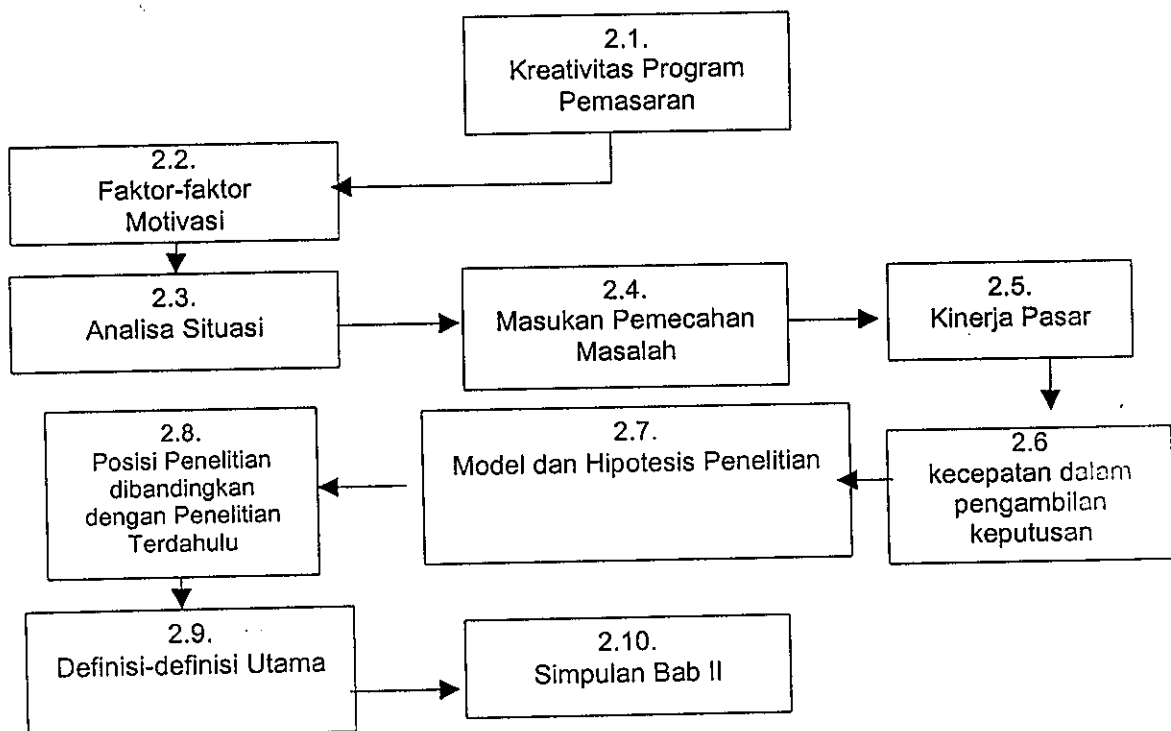 2.1.
Kreativitas Program
Pemasaran
2.2.
Faktor-faktor
Motivasi
2.3.
Analisa Situasi
2.4.
Masukan Pemecahan
Masalah
2.5.
Kinerja Pasar
2.6
kecepatan dalam
pengambilan
keputusan
2.7.
Model dan Hipotesis Penelitian
2.8.
Posisi Penelitian
dibandingkan
dengan Penelitian
Terdahulu
2.9.
Definisi-definisi Utama
2.10.
Simpulan Bab II